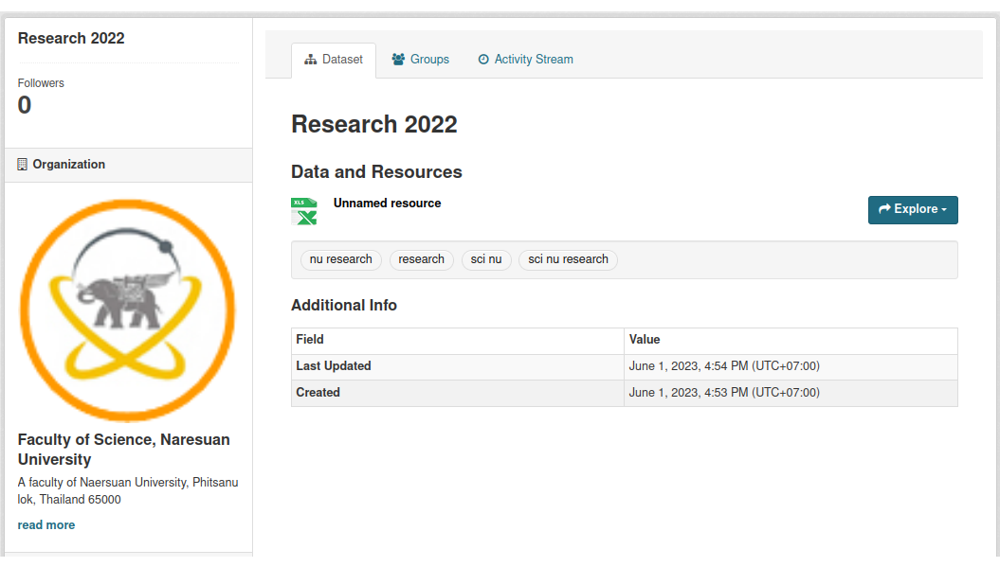 Research 2022
Followers
0
Organization
Faculty of Science, Naresuan
University
A faculty of Naersuan University, Phitsanu
lok, Thailand 65000
read more
Dataset
Groups
Activity Stream
Research 2022
Data and Resources
XLS
Unnamed resource
Explore
nu research
research
sci nu
sci nu research
Additional Info
Field Value
Last Updated June 1, 2023, 4:54 PM (UTC+07:00)
Created June 1, 2023, 4:53 PM (UTC+07:00)